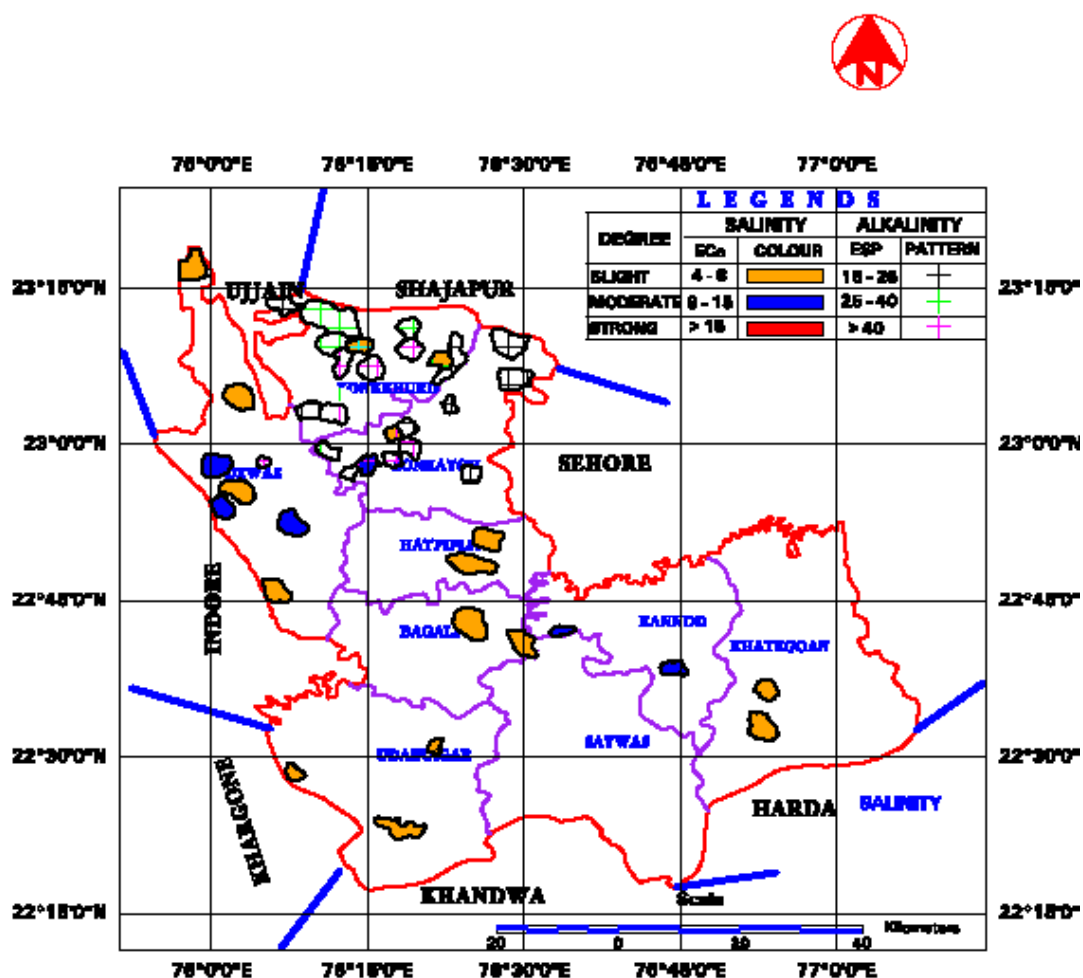 N
76°0'0"E 76°15'0"E 76°30'0"E 76°45'0"E 77°0'0"E
LEGENDS
DEGREE SALINITY ALKALINITY
ECe COLOUR ESP PATTERN
SLIGHT 4 - 8 15 - 25
MODERATE 8 - 15 25 - 40
STRONG > 15 > 40
23°15'0"N 23°15'0"N
UJJAIN SHAJAPUR
TONKKHURD
23°0'0"N 23°0'0"N
DEWAS SONKATCH SEHORE
HATPIPLIA
INDORE
22°45'0"N 22°45'0"N
BAGALI KANNOD
KHATEGOAN
SATWAS
UDAINAGAR
22°30'0"N 22°30'0"N
KHARGONE
HARDA SALINITY
KHANDWA
Scale
22°15'0"N 22°15'0"N
Kilometers
20 0 20 40
76°0'0"E 76°15'0"E 76°30'0"E 76°45'0"E 77°0'0"E